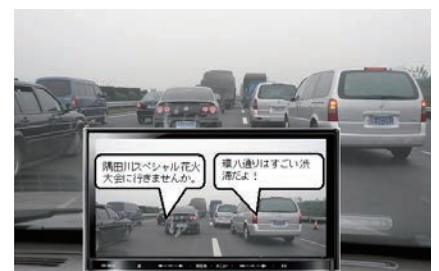 隅田川スペシャル花火
大会に行きませんか。
環八通りはすごい渋
滞だよ！